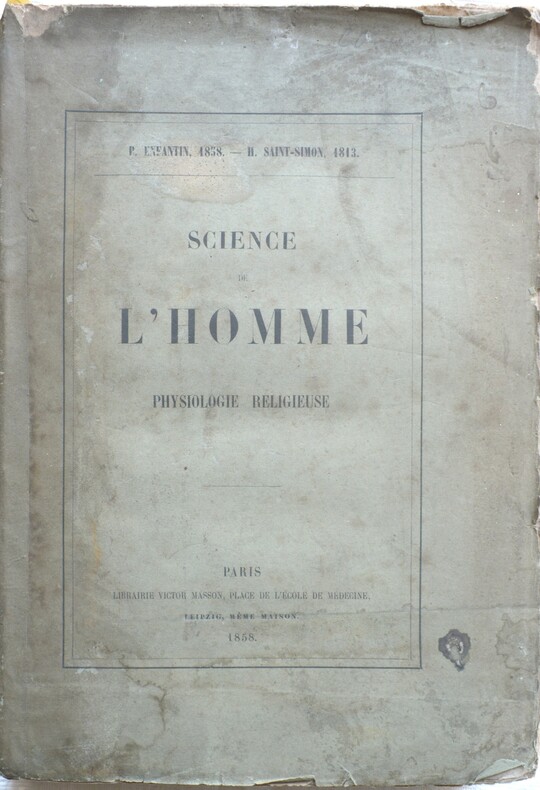 P. ENFANTIN, 1858. — H. SAINT-SIMON, 1813.
SCIENCE
DE
L'HOMME
PHYSIOLOGIE RELIGIEUSE
PARIS
LIBRAIRIE VICTOR MASSON, PLACE DE L'ÉCOLE DE MÉDECINE,
LEIPZIG, MÊME MAISON.
1858.